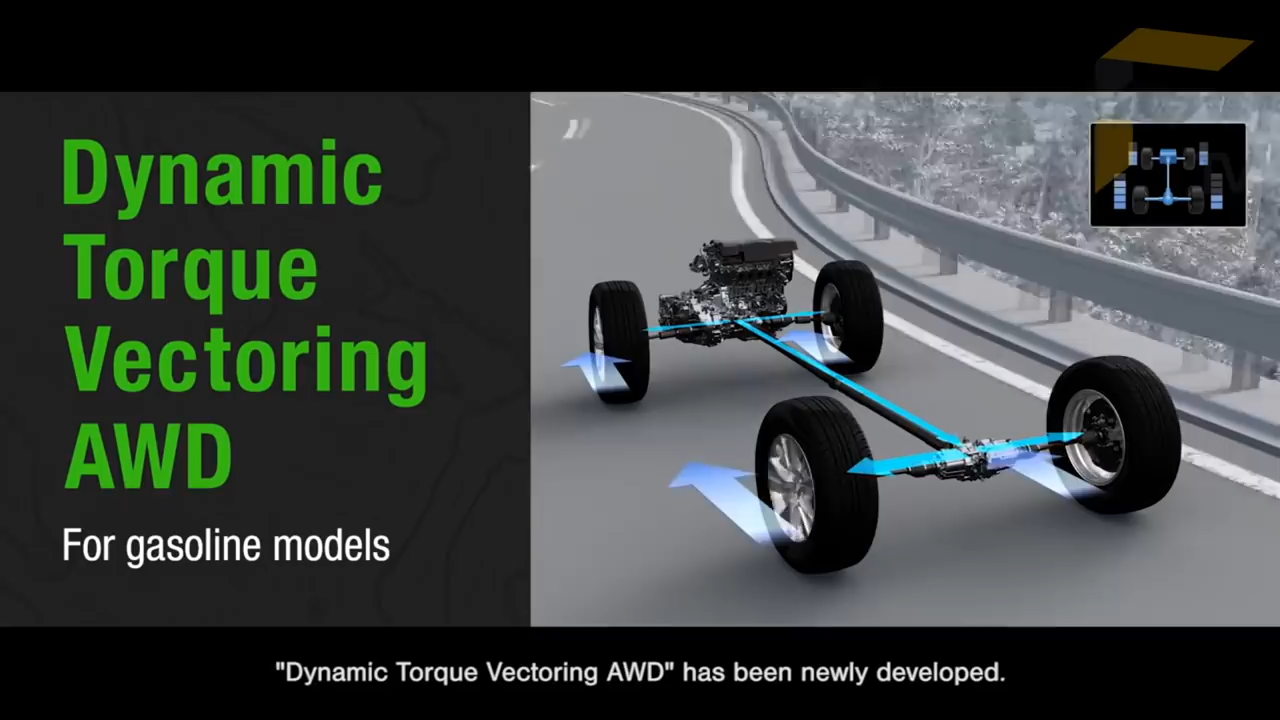 Dynamic
Torque
Vectoring
AWD
For gasoline models
"Dynamic Torque Vectoring AWD" has been newly developed.